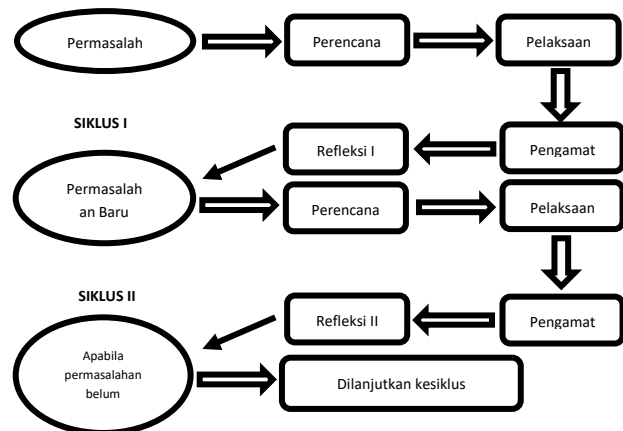 Permasalah
Perencana
Pelaksaan
SIKLUS I
Refleksi I
Pengamat
Permasalah
an Baru
Perencana
Pelaksaan
SIKLUS II
Refleksi II
Pengamat
Apabila
permasalahan
belum
Dilanjutkan kesiklus